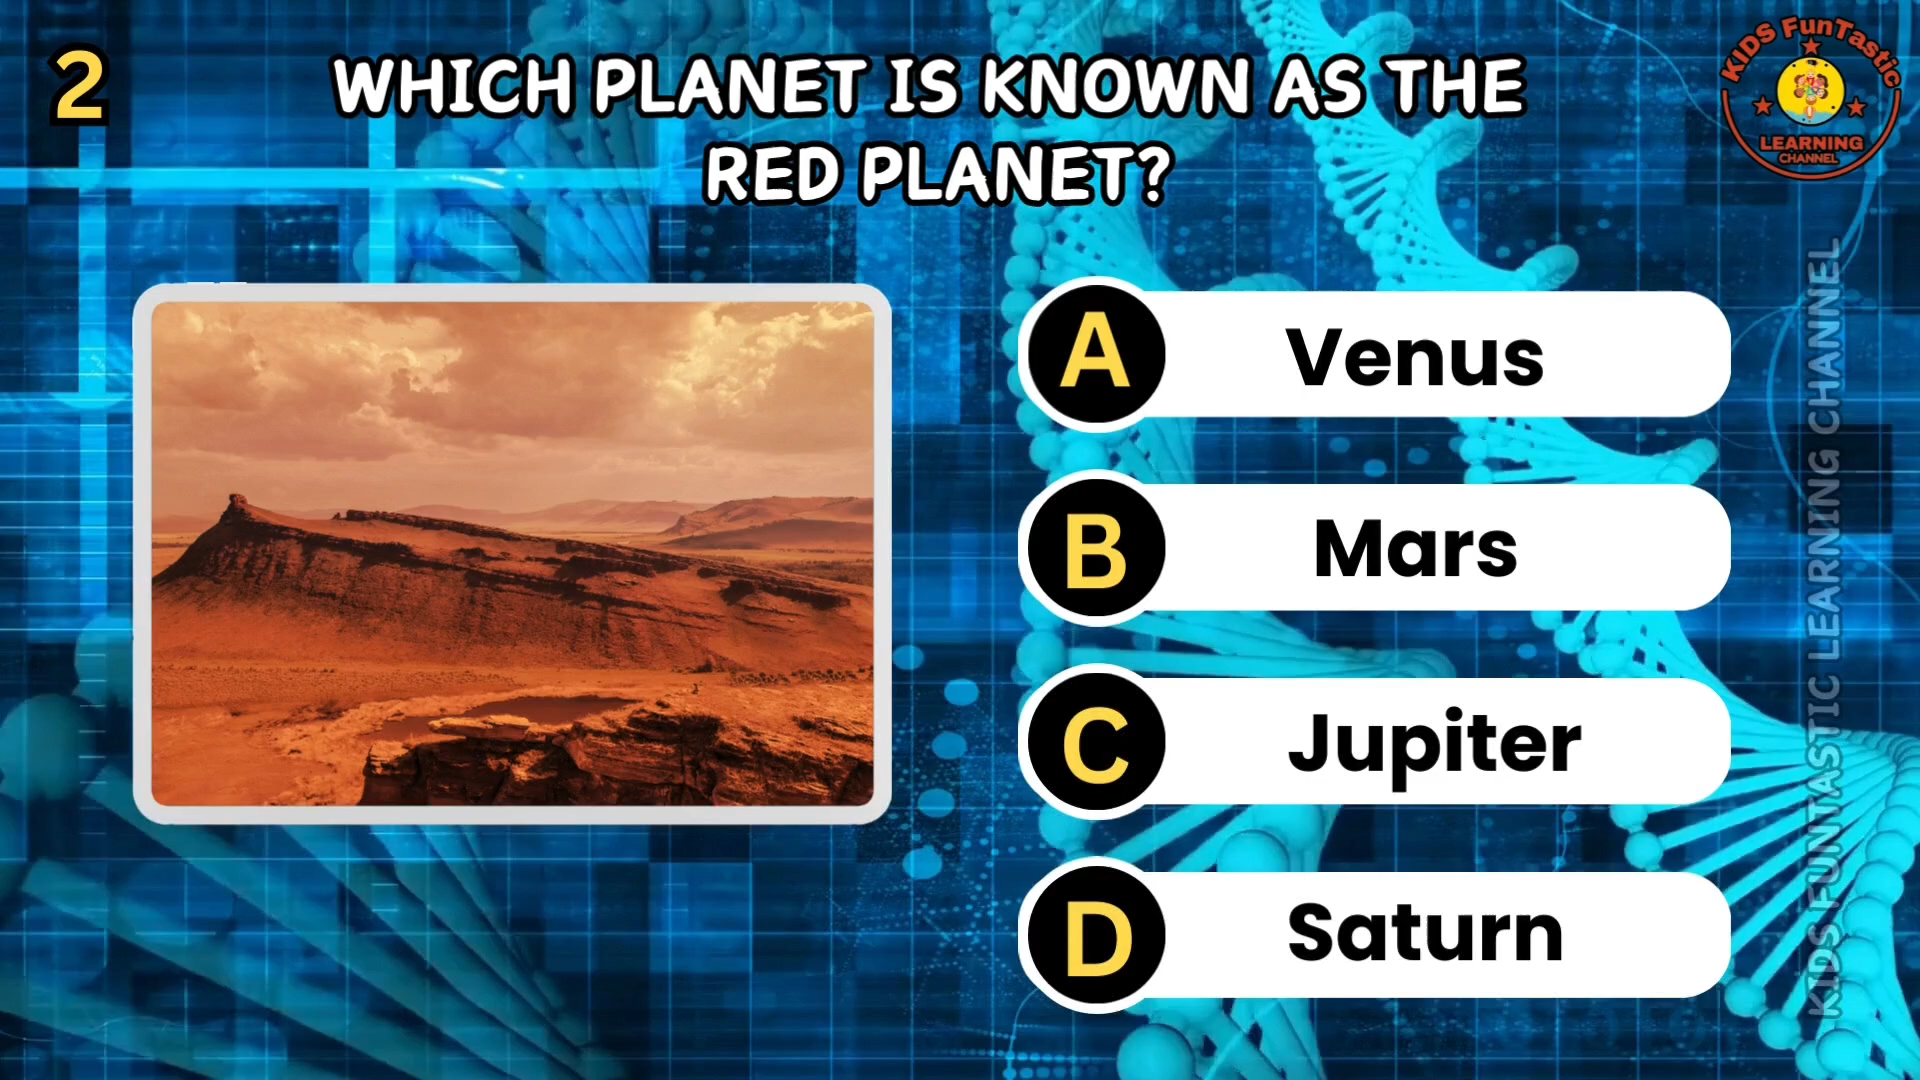 2
WHICH PLANET IS KNOWN AS THE
RED PLANET?
KIDS FunTastic
LEARNING
CHANNEL
A Venus
B Mars
C Jupiter
D Saturn
KIDS FUNTASTIC LEARNING CHANNEL